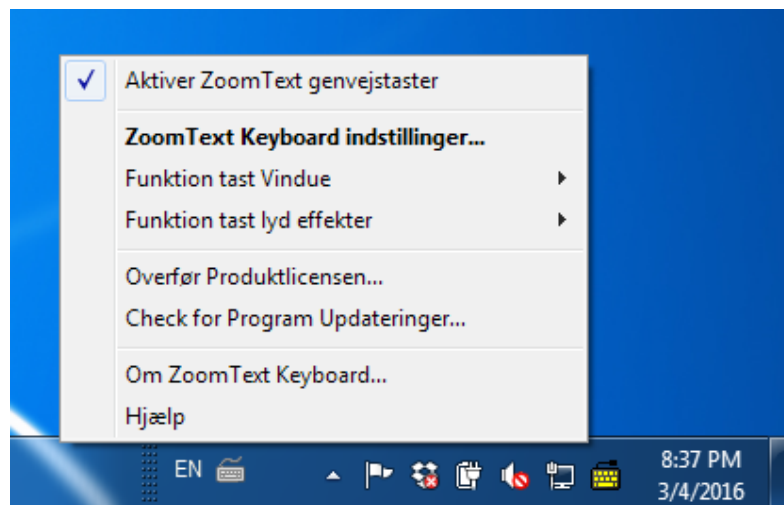 Aktiver ZoomText genvejstaster
ZoomText Keyboard indstillinger...
Funktion tast Vindue
Funktion tast lyd effekter
Overfør Produktlicensen...
Check for Program Updateringer...
Om ZoomText Keyboard...
Hjælp
EN
8:37 PM
3/4/2016